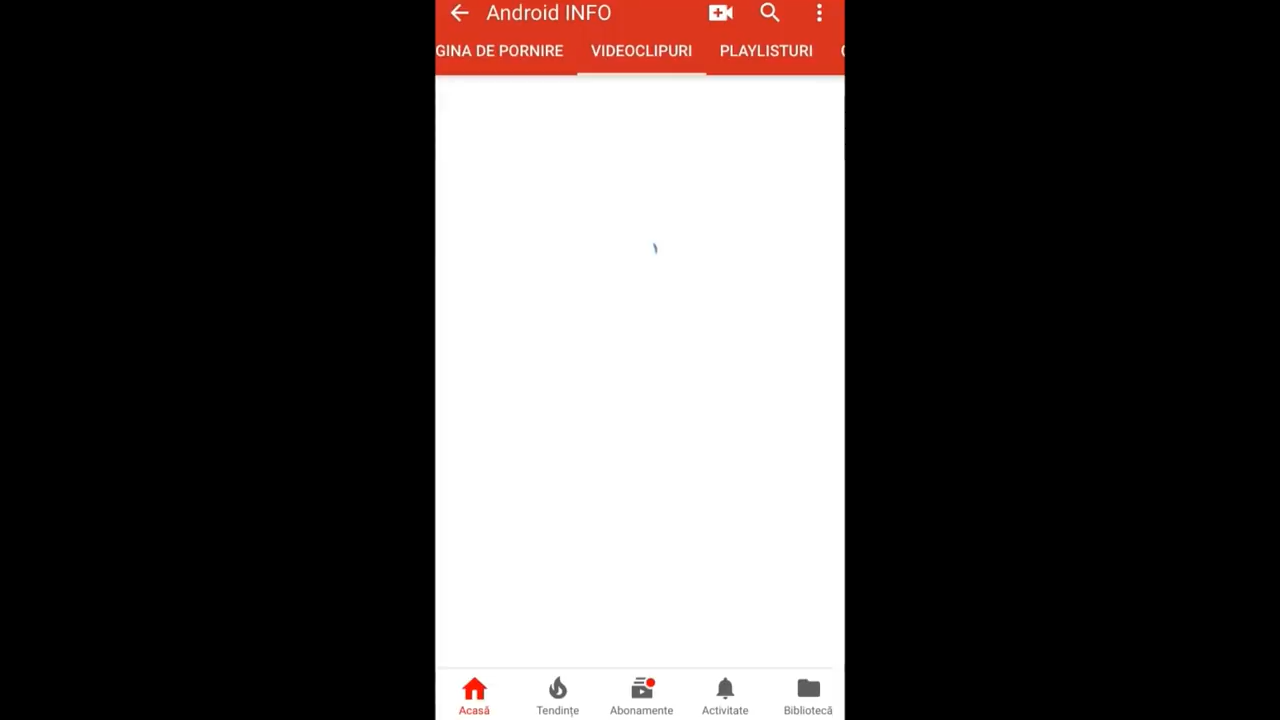 Android INFO
GINA DE PORNIRE VIDEOCLIPURI PLAYLISTURI
Acasă Tendințe Abonamente Activitate Bibliotecă